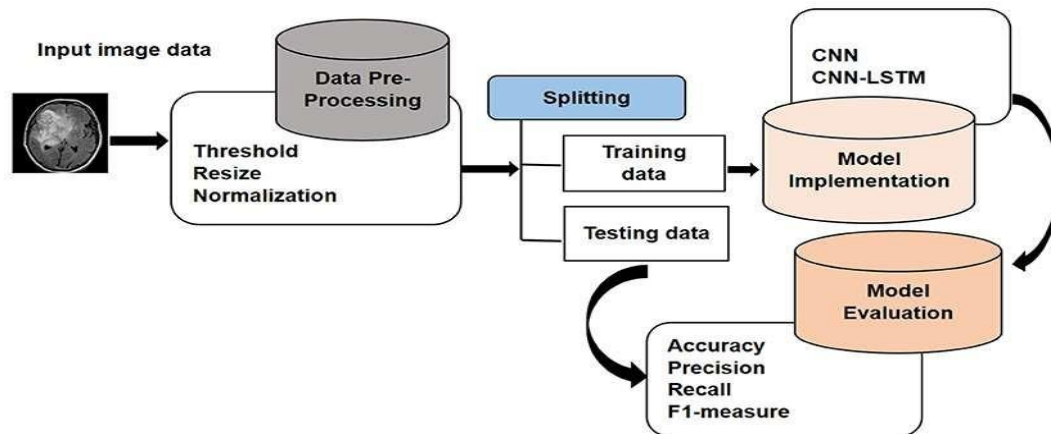 Input image data
Data Pre-
Processing
Threshold
Resize
Normalization
Splitting
Training
data
Testing data
CNN
CNN-LSTM
Model
Implementation
Model
Evaluation
Accuracy
Precision
Recall
F1-measure